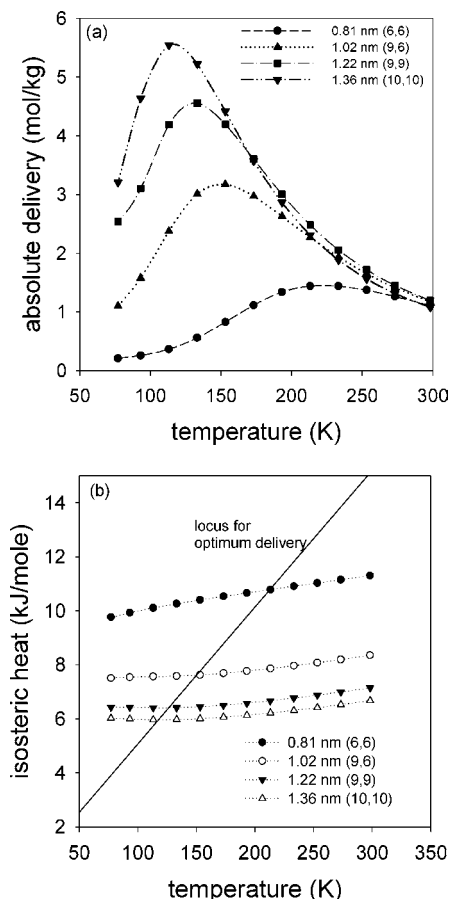 (a)
0.81 nm (6,6)
1.02 nm (9,6)
1.22 nm (9,9)
1.36 nm (10,10)
absolute delivery (mol/kg)
6
5
4
3
2
1
0
50 100 150 200 250 300
temperature (K)
(b)
locus for
optimum delivery
isosteric heat (kJ/mole)
14
12
10
8
6
4
2
0.81 nm (6,6)
1.02 nm (9,6)
1.22 nm (9,9)
1.36 nm (10,10)
50 100 150 200 250 300 350
temperature (K)